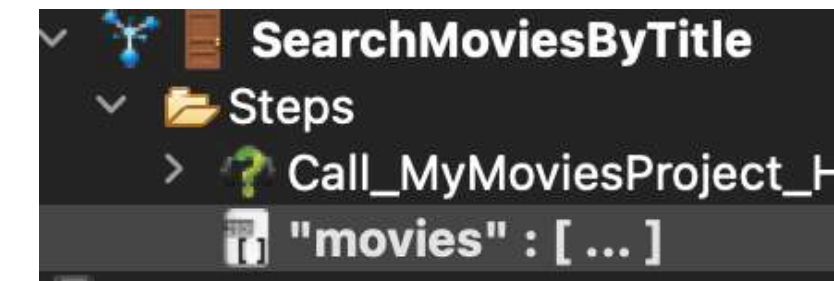 SearchMoviesByTitle
Steps
Call_MyMoviesProject_H
"movies" : [ ... ]